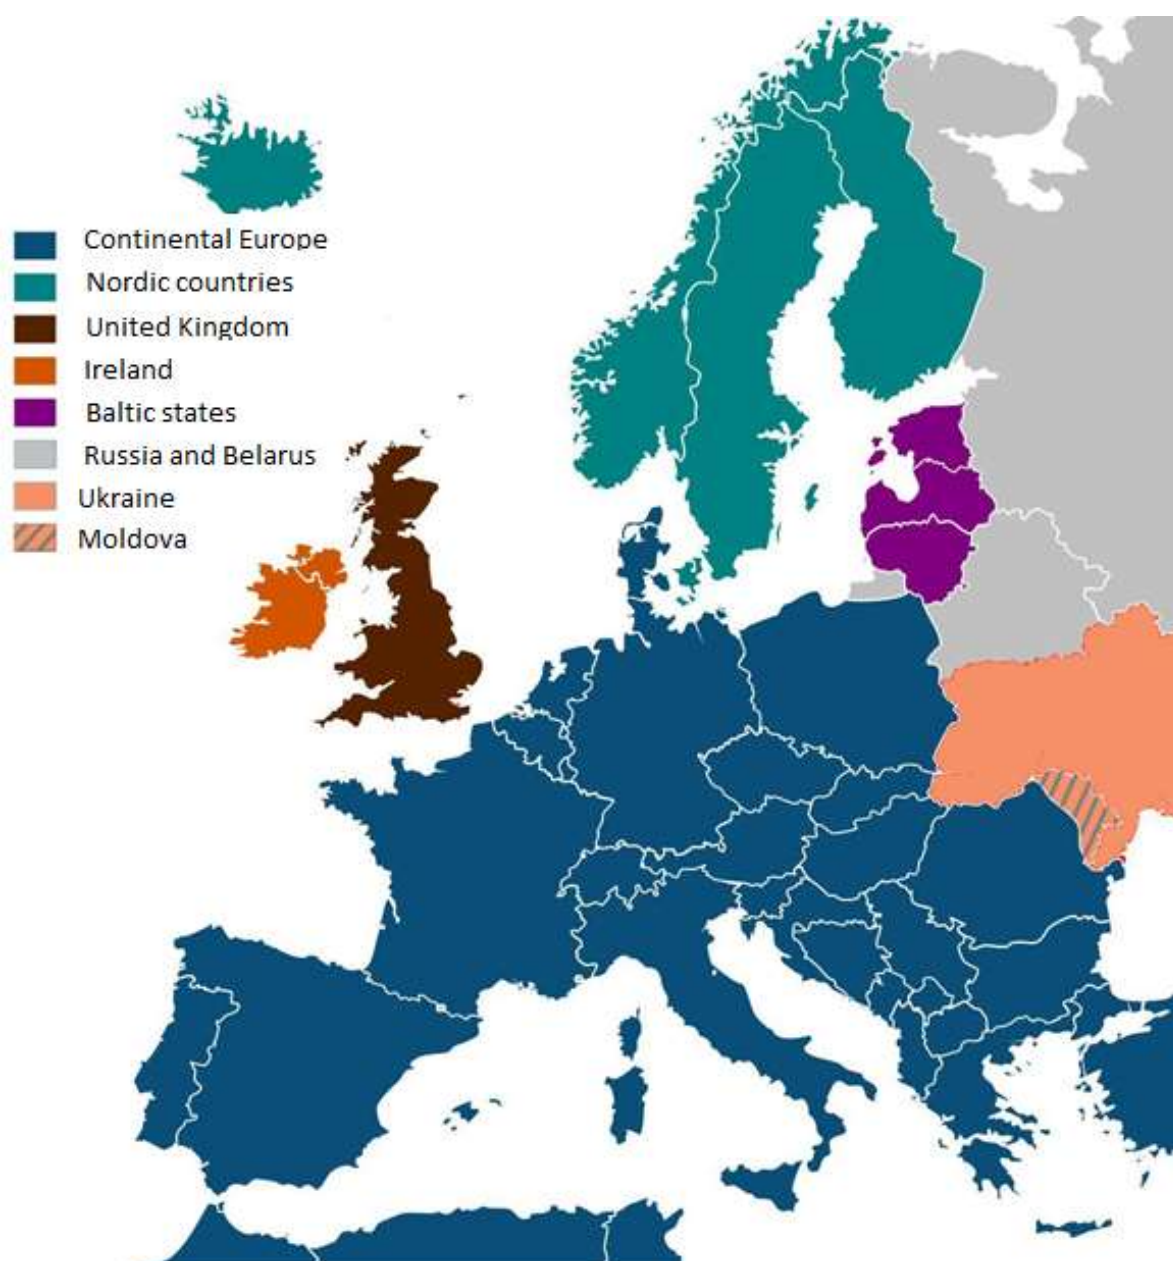 Continental Europe
Nordic countries
United Kingdom
Ireland
Baltic states
Russia and Belarus
Ukraine
Moldova